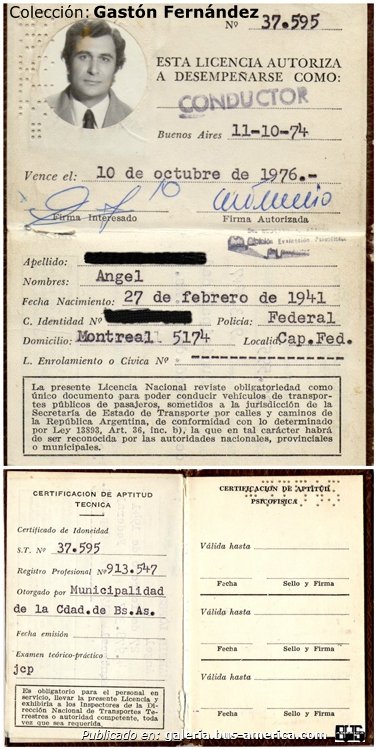 Colección: Gastón Fernández
Nº 37.595
ESTA LICENCIA AUTORIZA
A DESEMPEÑARSE COMO:
CONDUCTOR
Buenos Aires 11-10-74
Vence el: 10 de octubre de 1976.-
Firma Interesado Firma Autorizada
Apellido:
Nombres: Angel
Fecha Nacimiento: 27 de febrero de 1941
C. Identidad Nº Policía: Federal
Domicilio: Montreal 5174 Localid. Cap.Fed.
L. Enrolamiento o Cívica Nº ----------------
La presente Licencia Nacional reviste obligatoriedad como
único documento para poder conducir vehículos de transpor-
tes públicos de pasajeros, sometidos a la jurisdicción de la
Secretaría de Estado de Transporte por calles y caminos de
la República Argentina, de conformidad con lo determinado
por Ley 13893, Art. 36, inc. b), la que en tal carácter habrá
de ser reconocida por las autoridades nacionales, provinciales
o municipales.
CERTIFICACION DE APTITUD
TECNICA
Certificado de Idoneidad
S.T. Nº 37.595
Registro Profesional Nº 913.547
Otorgado por Municipalidad
de la Cdad.de Bs.As.
Fecha emisión
Examen teórico-práctico
jcp
Es obligatorio para el personal en
servicio, llevar la presente Licencia y
exhibirla a los Inspectores de la Di-
rección Nacional de Transportes Te-
rrestres o autoridad competente, toda
vez que sea requerida
CERTIFICACION DE APTITUD
PSICOFISICA
Válida hasta
Fecha Sello y Firma
Válida hasta
Fecha Sello y Firma
Válida hasta
Fecha Sello y Firma
Publicado en: galeria.bus-america.com